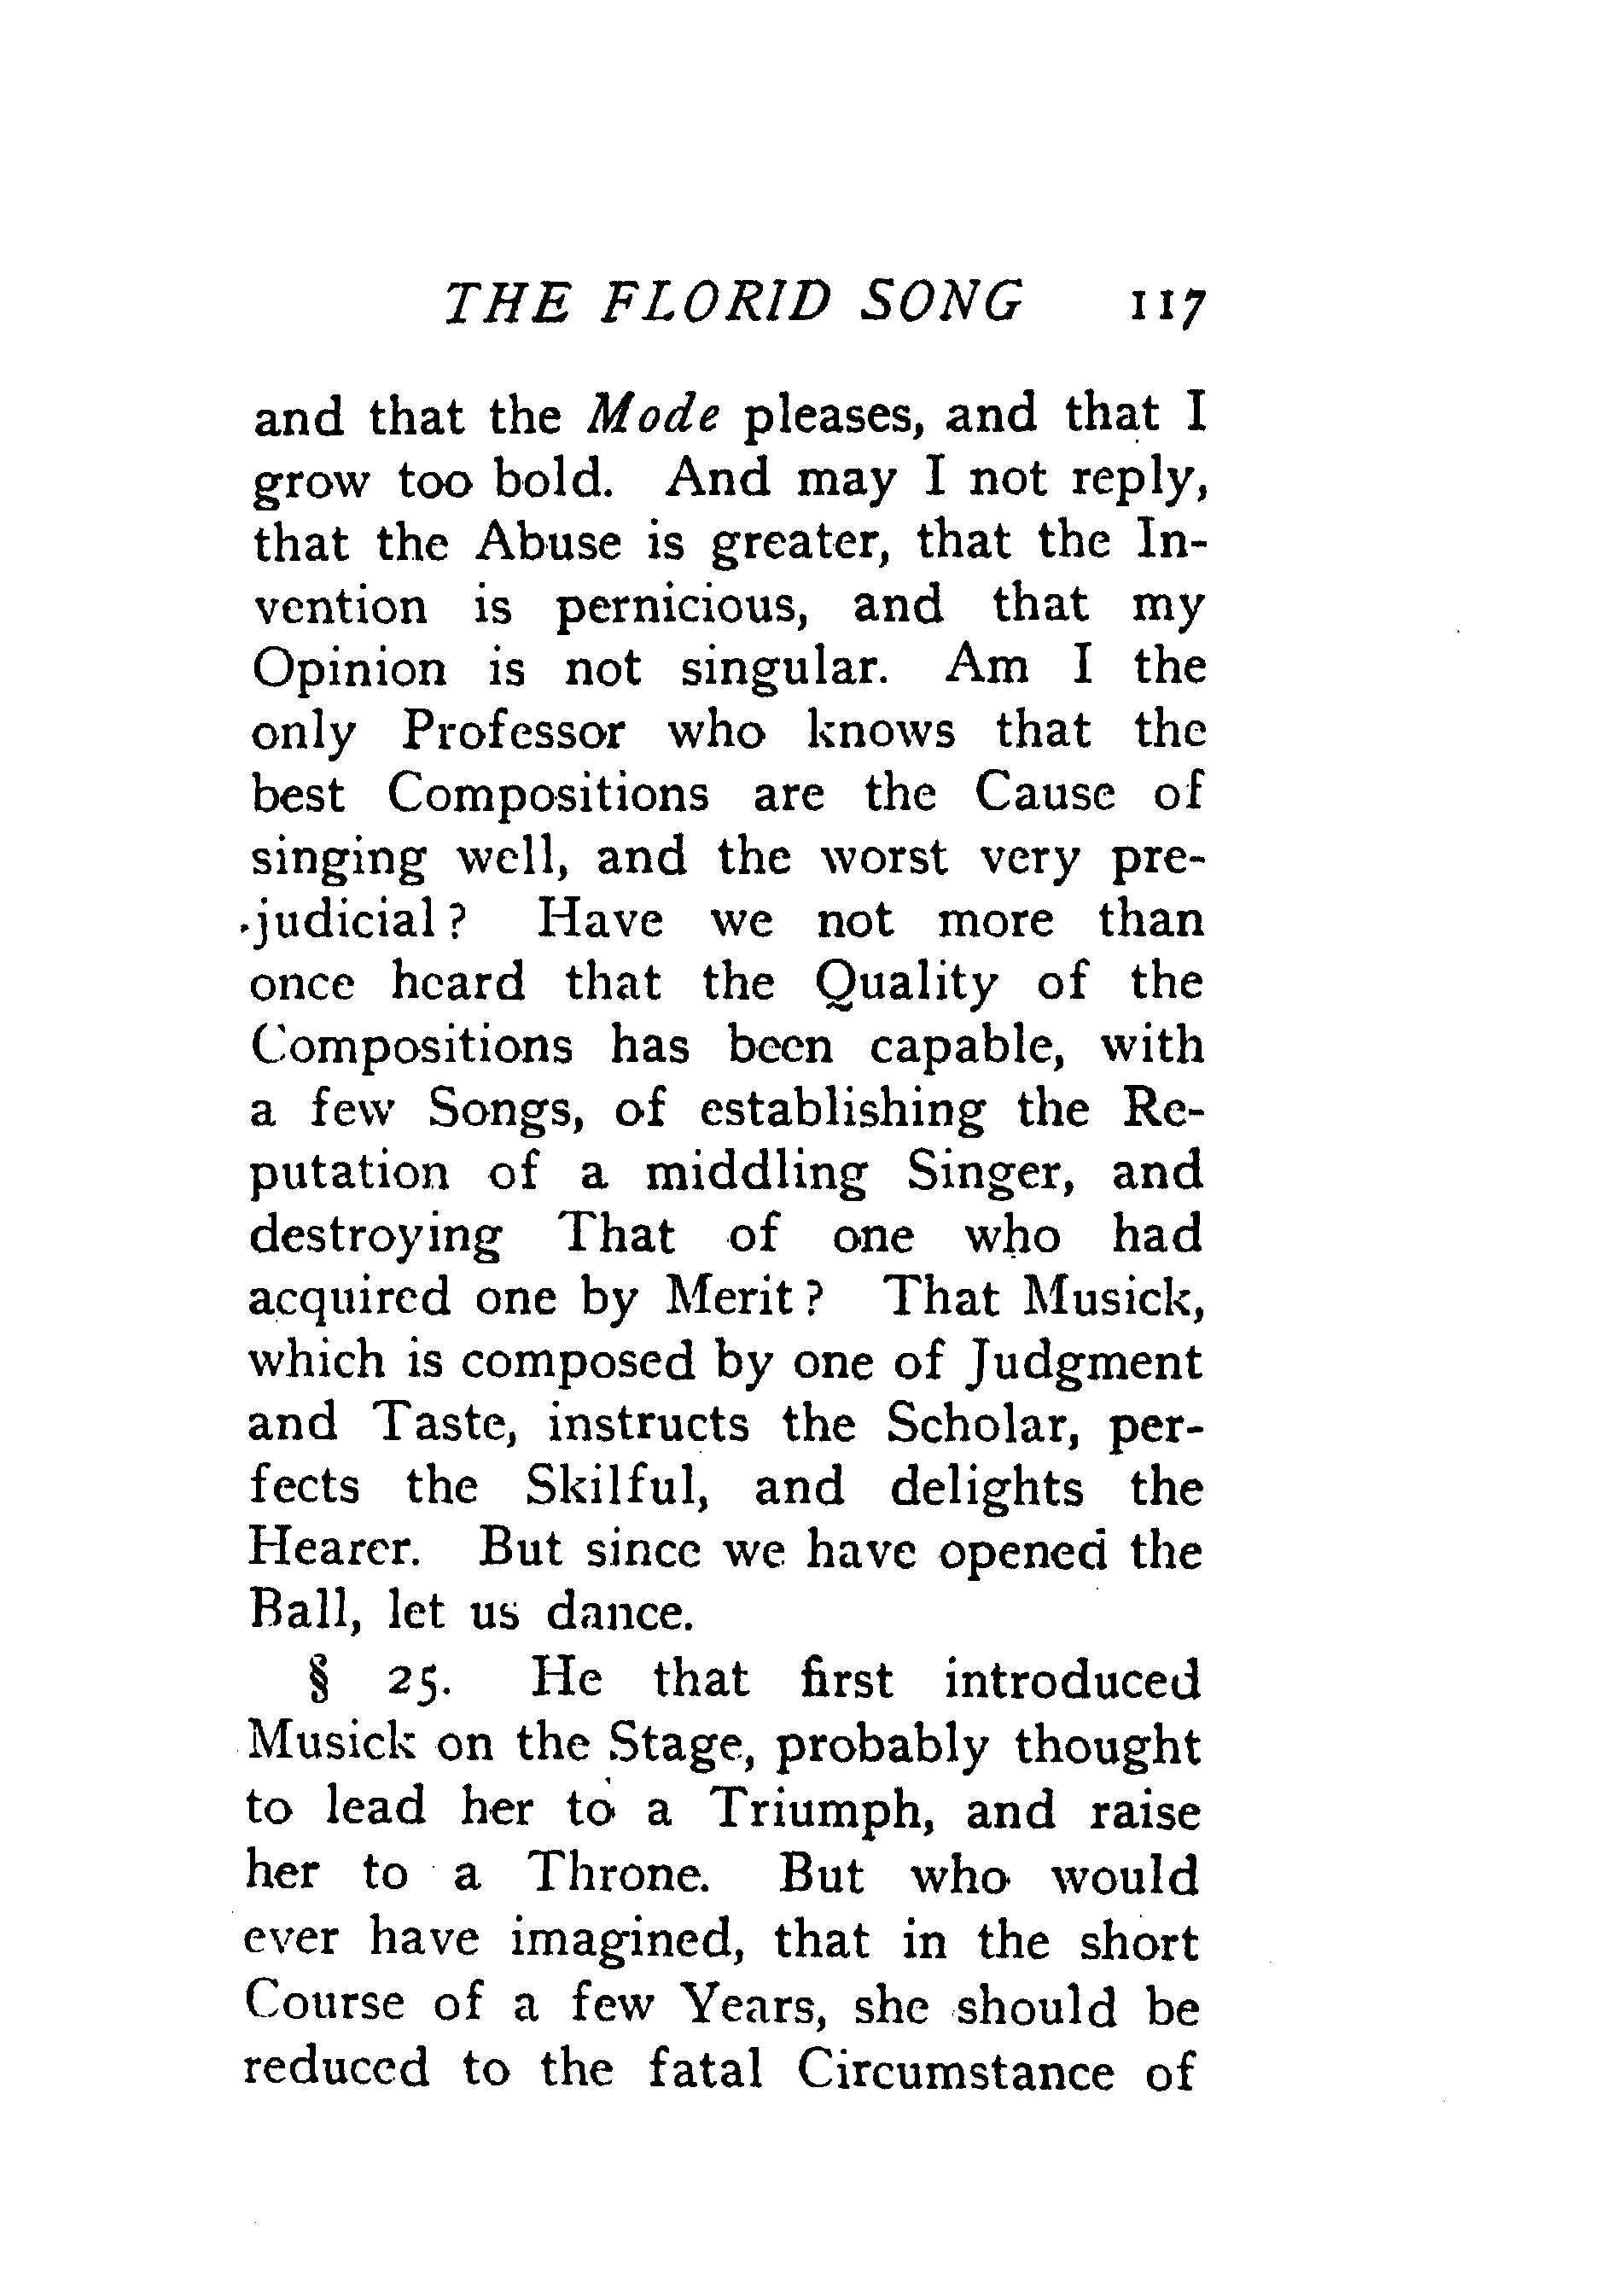 THE FLORID SONG 117
and that the Mode pleases, and that I
grow too bold. And may I not reply,
that the Abuse is greater, that the In-
vention is pernicious, and that my
Opinion is not singular. Am I the
only Professor who knows that the
best Compositions are the Cause of
singing well, and the worst very pre-
judicial? Have we not more than
once heard that the Quality of the
Compositions has been capable, with
a few Songs, of establishing the Re-
putation of a middling Singer, and
destroying That of one who had
acquired one by Merit? That Musick,
which is composed by one of Judgment
and Taste, instructs the Scholar, per-
fects the Skilful, and delights the
Hearer. But since we have opened the
Ball, let us dance.
§ 25. He that first introduced
Musick on the Stage, probably thought
to lead her to a Triumph, and raise
her to a Throne. But who would
ever have imagined, that in the short
Course of a few Years, she should be
reduced to the fatal Circumstance of